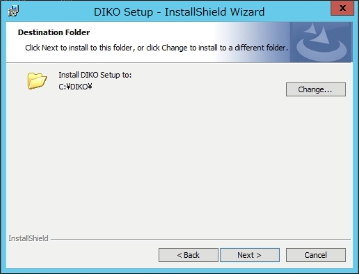 DIKO Setup - InstallShield Wizard
Destination Folder
Click Next to install to this folder, or click Change to install to a different folder.
Install DIKO Setup to:
C:¥DIKO¥
Change...
InstallShield
< Back
Next >
Cancel